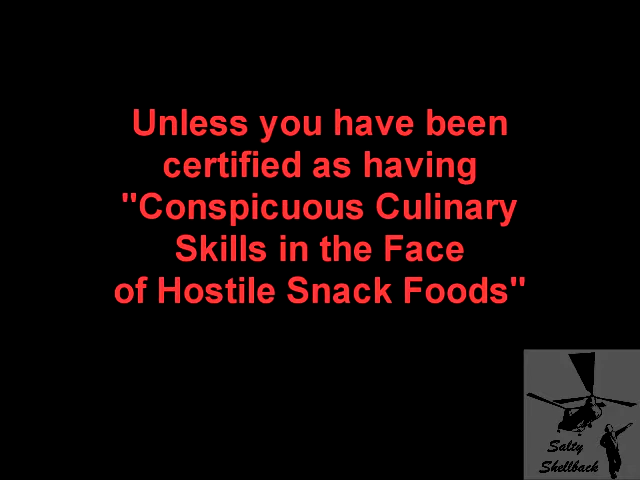 Unless you have been
certified as having
"Conspicuous Culinary
Skills in the Face
of Hostile Snack Foods"
Salty
Shellback